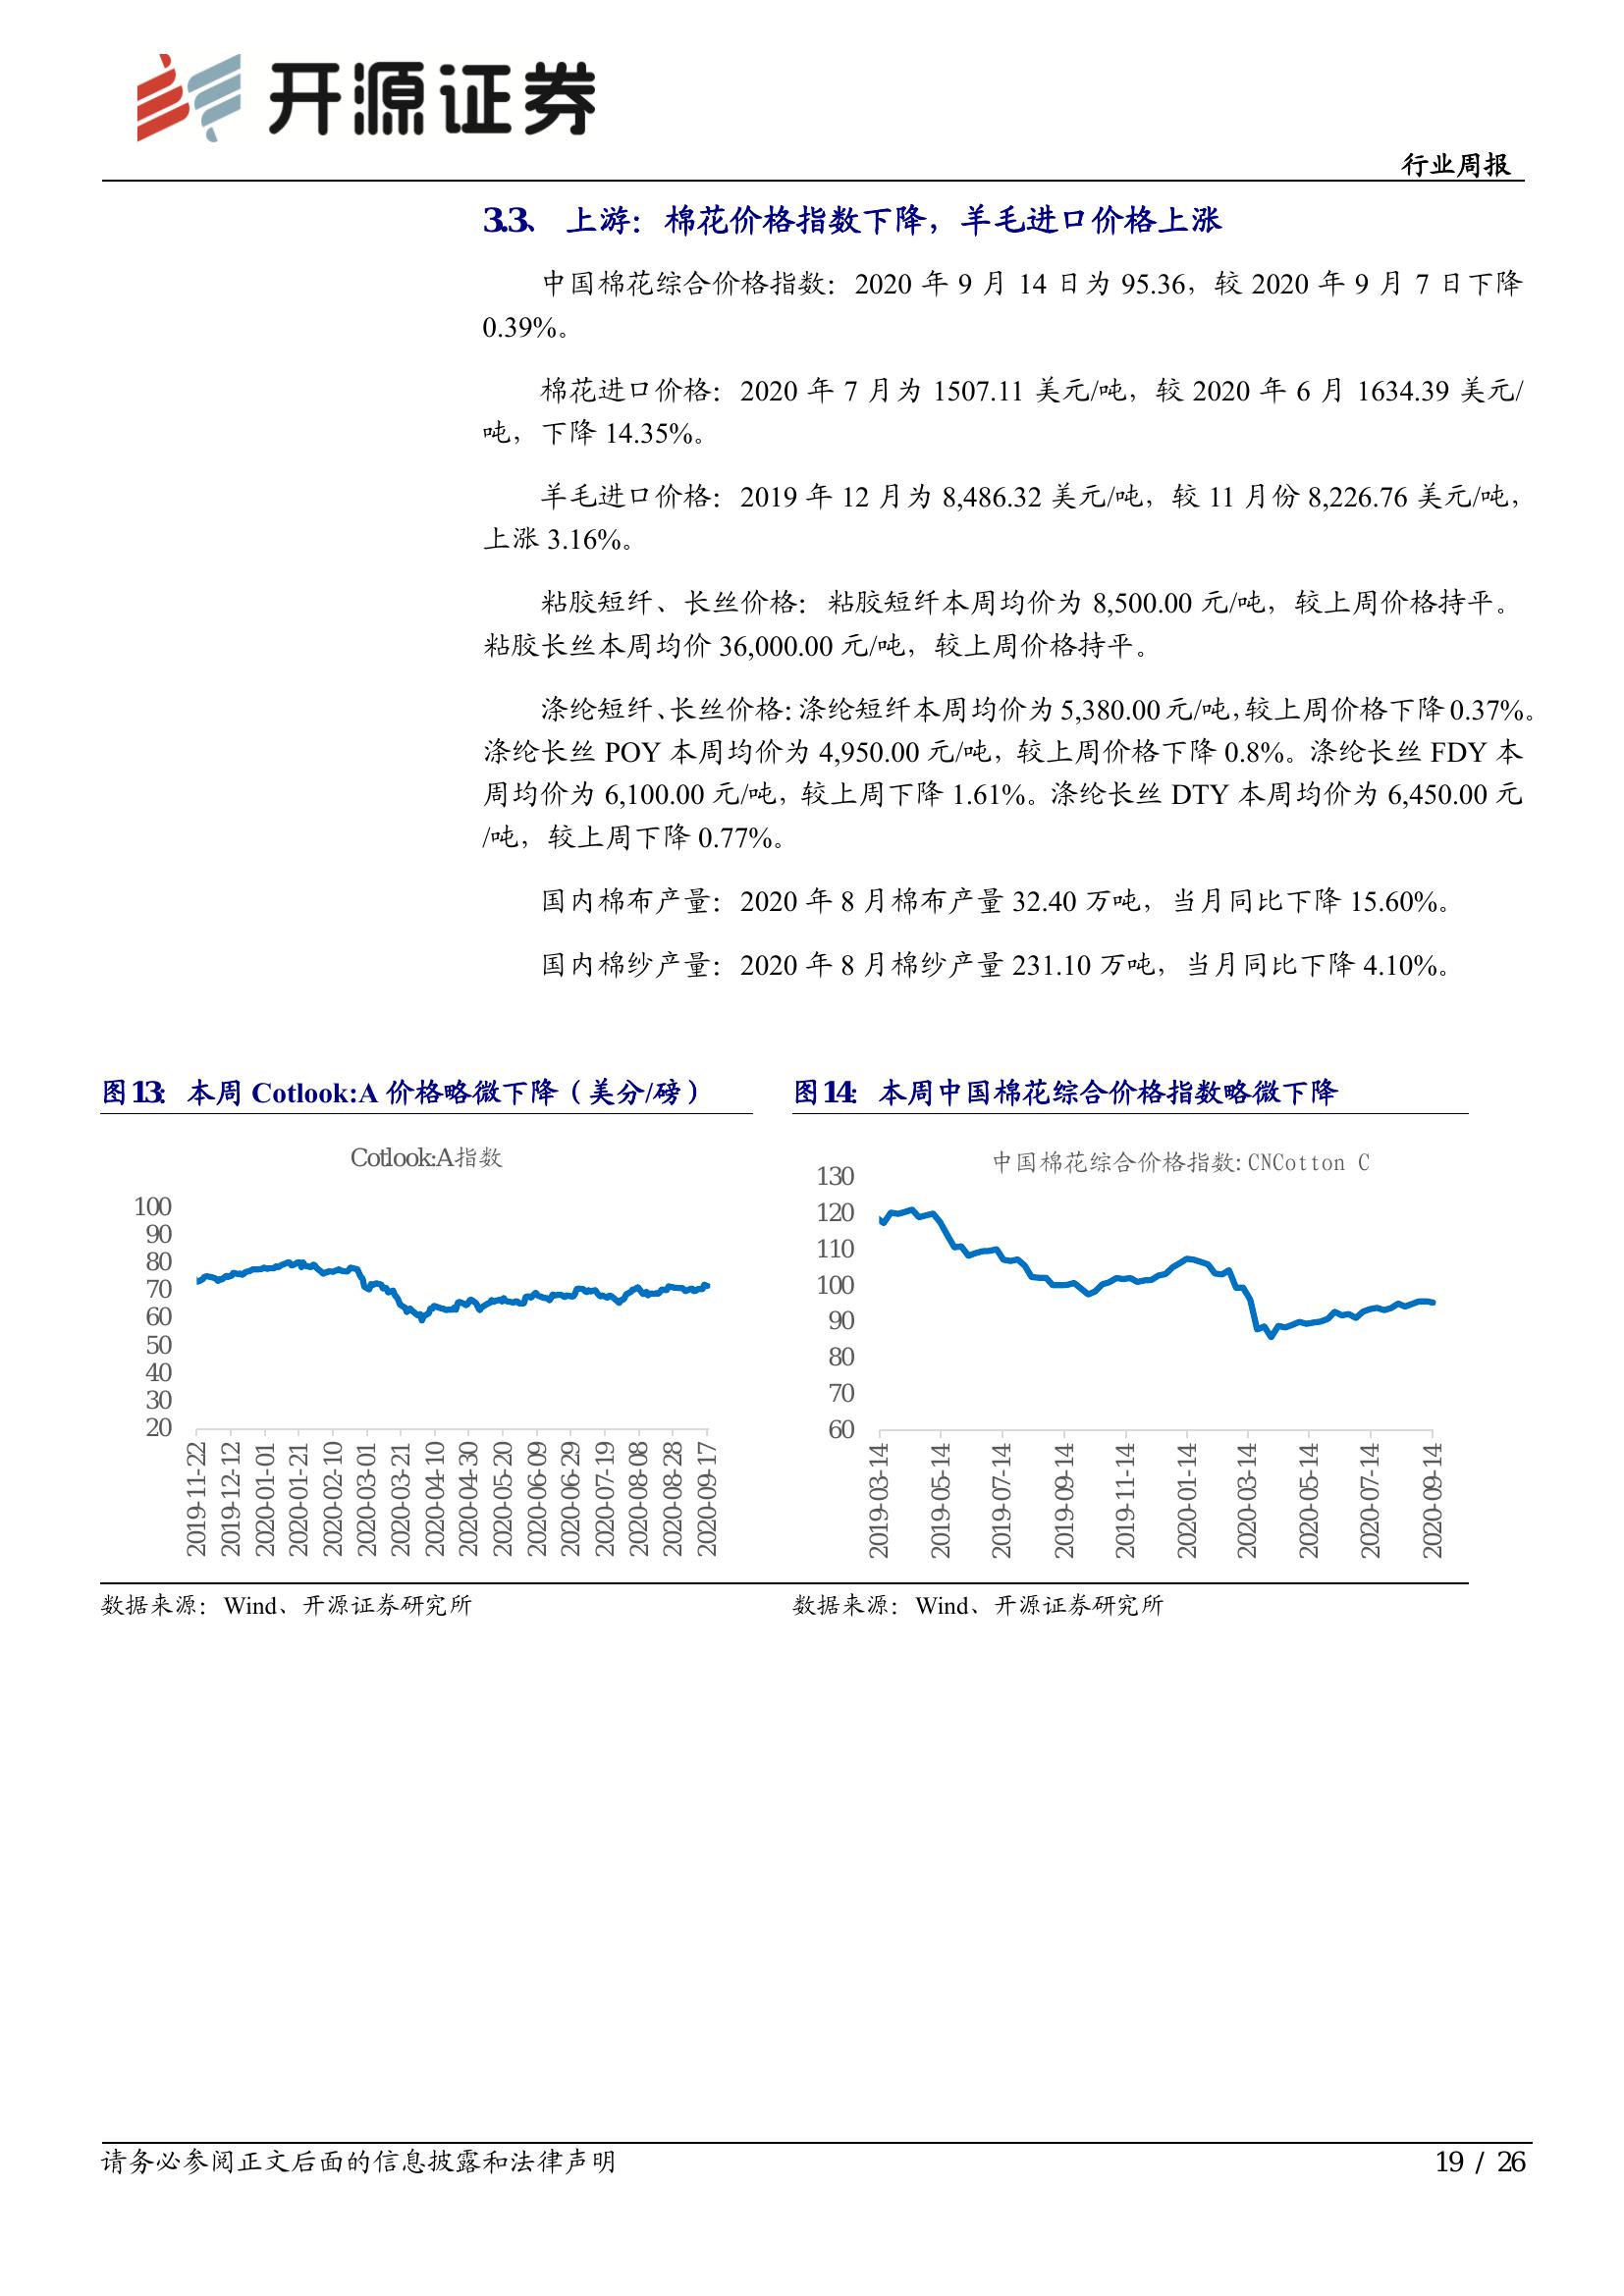 开源证券
行业周报
3.3、 上游：棉花价格指数下降，羊毛进口价格上涨
中国棉花综合价格指数：2020 年 9 月 14 日为 95.36，较 2020 年 9 月 7 日下降
0.39%。
棉花进口价格：2020 年 7 月为 1507.11 美元/吨，较 2020 年 6 月 1634.39 美元/
吨，下降 14.35%。
羊毛进口价格：2019 年 12 月为 8,486.32 美元/吨，较 11 月份 8,226.76 美元/吨，
上涨 3.16%。
粘胶短纤、长丝价格：粘胶短纤本周均价为 8,500.00 元/吨，较上周价格持平。
粘胶长丝本周均价 36,000.00 元/吨，较上周价格持平。
涤纶短纤、长丝价格：涤纶短纤本周均价为 5,380.00 元/吨，较上周价格下降 0.37%。
涤纶长丝 POY 本周均价为 4,950.00 元/吨，较上周价格下降 0.8%。涤纶长丝 FDY 本
周均价为 6,100.00 元/吨，较上周下降 1.61%。涤纶长丝 DTY 本周均价为 6,450.00 元
/吨，较上周下降 0.77%。
国内棉布产量：2020 年 8 月棉布产量 32.40 万吨，当月同比下降 15.60%。
国内棉纱产量：2020 年 8 月棉纱产量 231.10 万吨，当月同比下降 4.10%。
图13： 本周 Cotlook:A 价格略微下降（美分/磅）
Cotlook:A指数
100
90
80
70
60
50
40
30
20
2019-11-22
2019-12-12
2020-01-01
2020-01-21
2020-02-10
2020-03-01
2020-03-21
2020-04-10
2020-04-30
2020-05-20
2020-06-09
2020-06-29
2020-07-19
2020-08-08
2020-08-28
2020-09-17
数据来源：Wind、开源证券研究所
图14： 本周中国棉花综合价格指数略微下降
中国棉花综合价格指数:CNCotton C
130
120
110
100
90
80
70
60
2019-03-14
2019-05-14
2019-07-14
2019-09-14
2019-11-14
2020-01-14
2020-03-14
2020-05-14
2020-07-14
2020-09-14
数据来源：Wind、开源证券研究所
请务必参阅正文后面的信息披露和法律声明
19 / 26